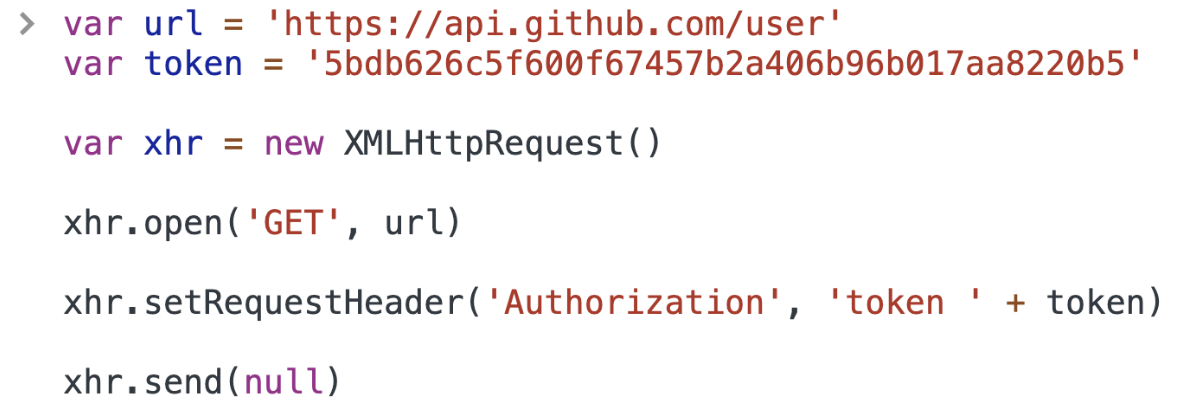 > var url = 'https://api.github.com/user'
var token = '5bdb626c5f600f67457b2a406b96b017aa8220b5'
var xhr = new XMLHttpRequest()
xhr.open('GET', url)
xhr.setRequestHeader('Authorization', 'token ' + token)
xhr.send(null)